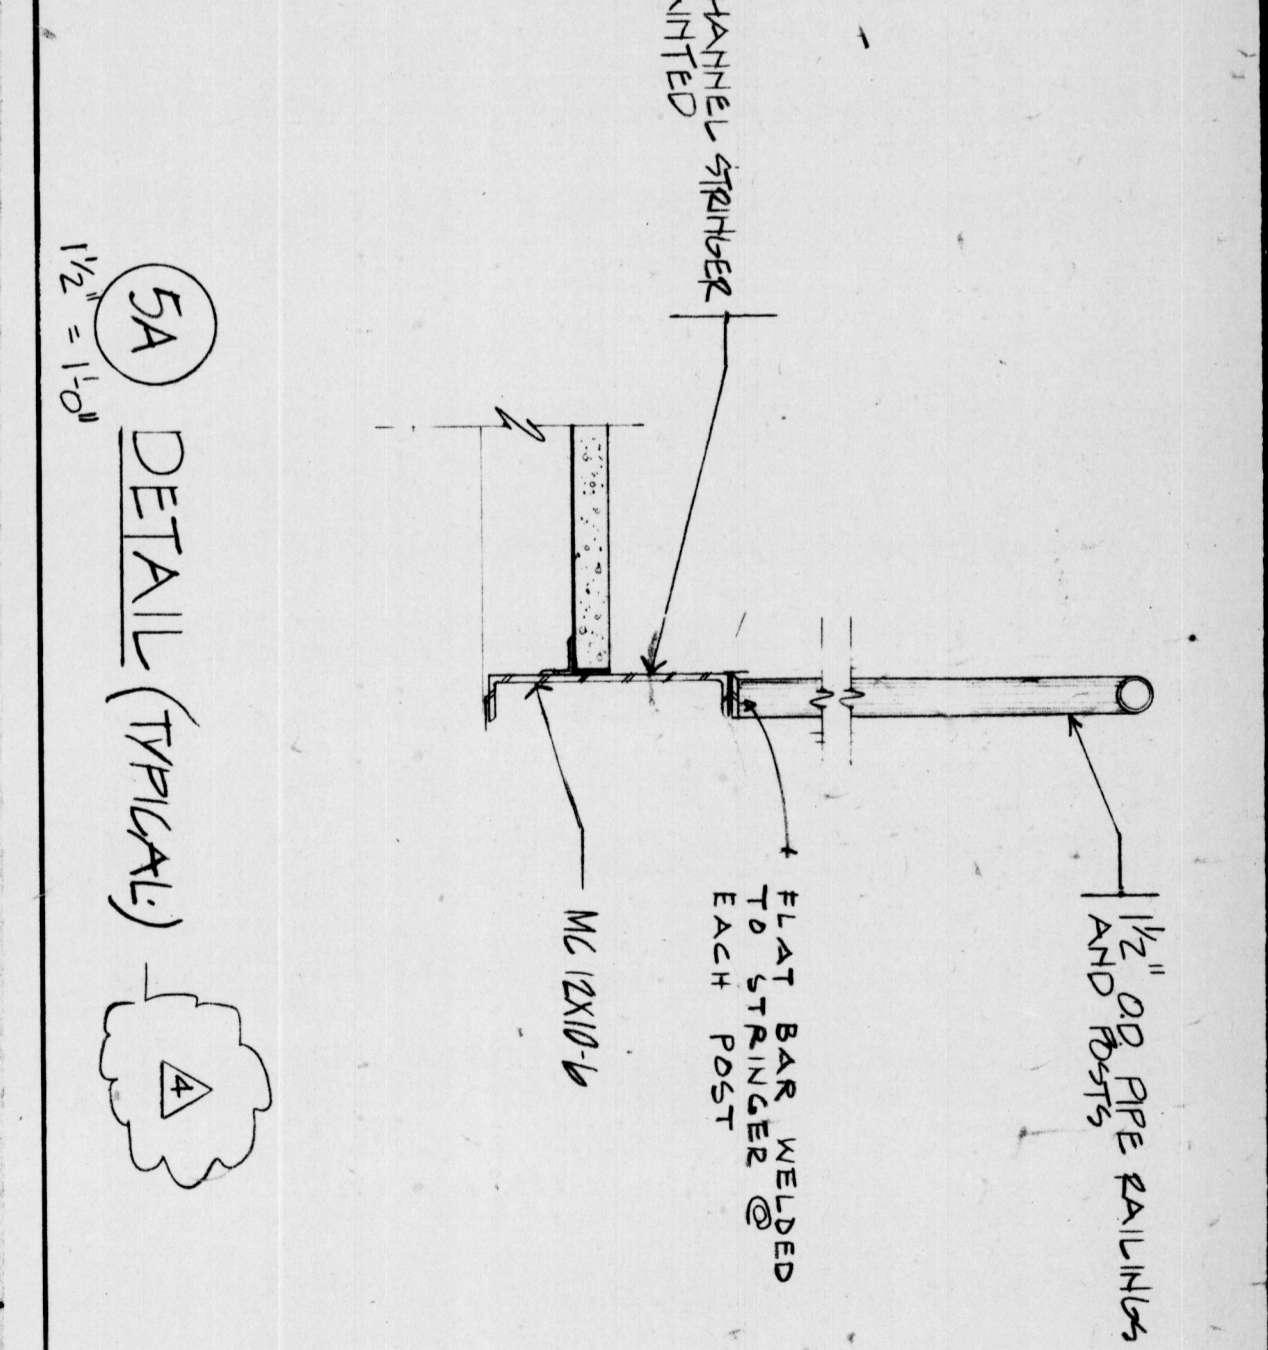 1½" O.D. PIPE RAILINGS
AND POSTS
FLAT BAR WELDED
TO STRINGER @
EACH POST
HANNEL STRINGER
INTED
MC 12X10-6
5A DETAIL (TYPICAL.)
4
1½" = 1'-0"